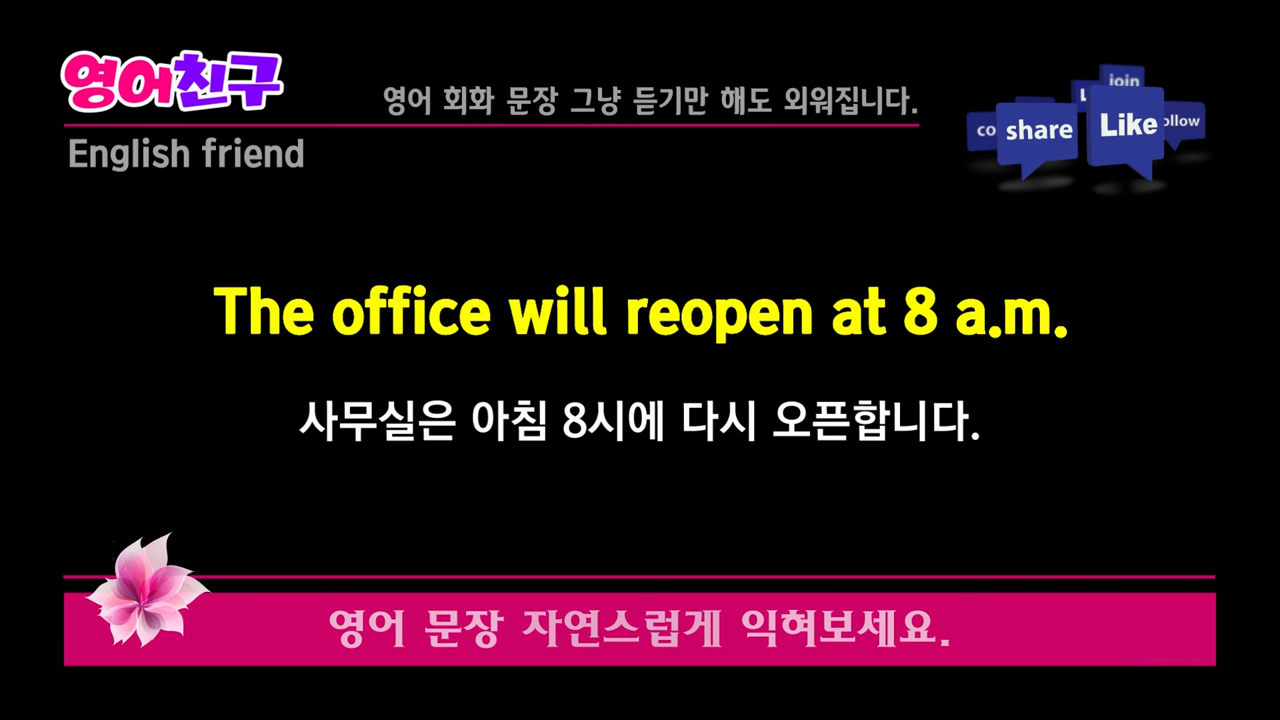 영어친구
영어 회화 문장 그냥 듣기만 해도 외워집니다.
English friend
join
share
Like
The office will reopen at 8 a.m.
사무실은 아침 8시에 다시 오픈합니다.
영어 문장 자연스럽게 익혀보세요.